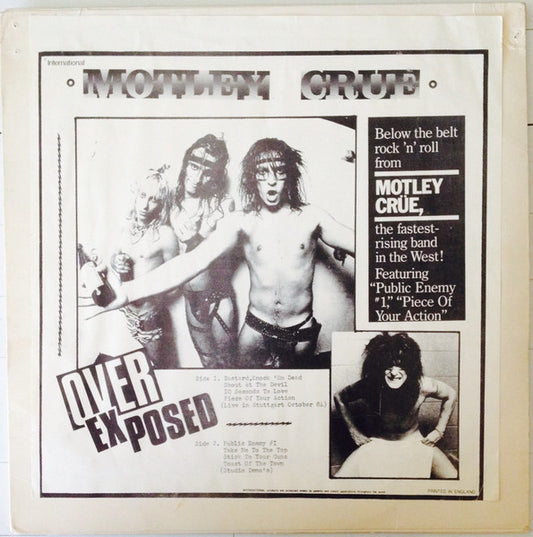 International
MOTLEY CRUE
Below the belt
rock 'n' roll
from
MOTLEY
CRÜE,
the fastest-
rising band
in the West!
Featuring
"Public Enemy
#1," "Piece Of
Your Action"
OVER
EXPOSED
Side 1. Bastard,Knock 'Em Dead
Shout at The Devil
10 Seconds To Love
Piece Of Your Action
(Live in Stuttgart October 84)
Side 2. Public Enemy #I
Take Me To The Top
Stick To Your Guns
Toast Of The Town
(Studio Demo's)
PRINTED IN ENGLAND